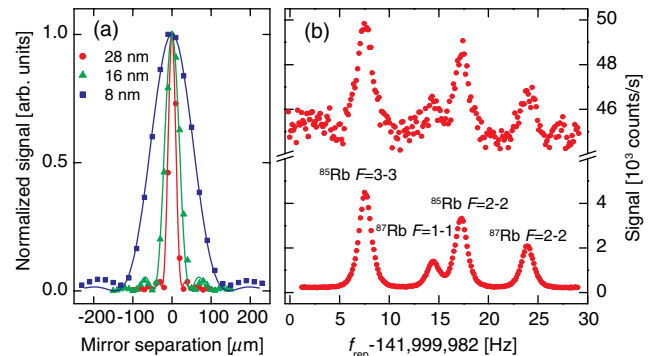 (a)
28 nm
16 nm
8 nm
Normalized signal [arb. units]
1.0
0.5
0.0
-200 -100 0 100 200
Mirror separation [μm]
(b)
50
48
46
4
2
0
Signal [10³ counts/s]
⁸⁵Rb F=3-3
⁸⁷Rb F=1-1
⁸⁵Rb F=2-2
⁸⁷Rb F=2-2
0 5 10 15 20 25 30
f_rep-141,999,982 [Hz]